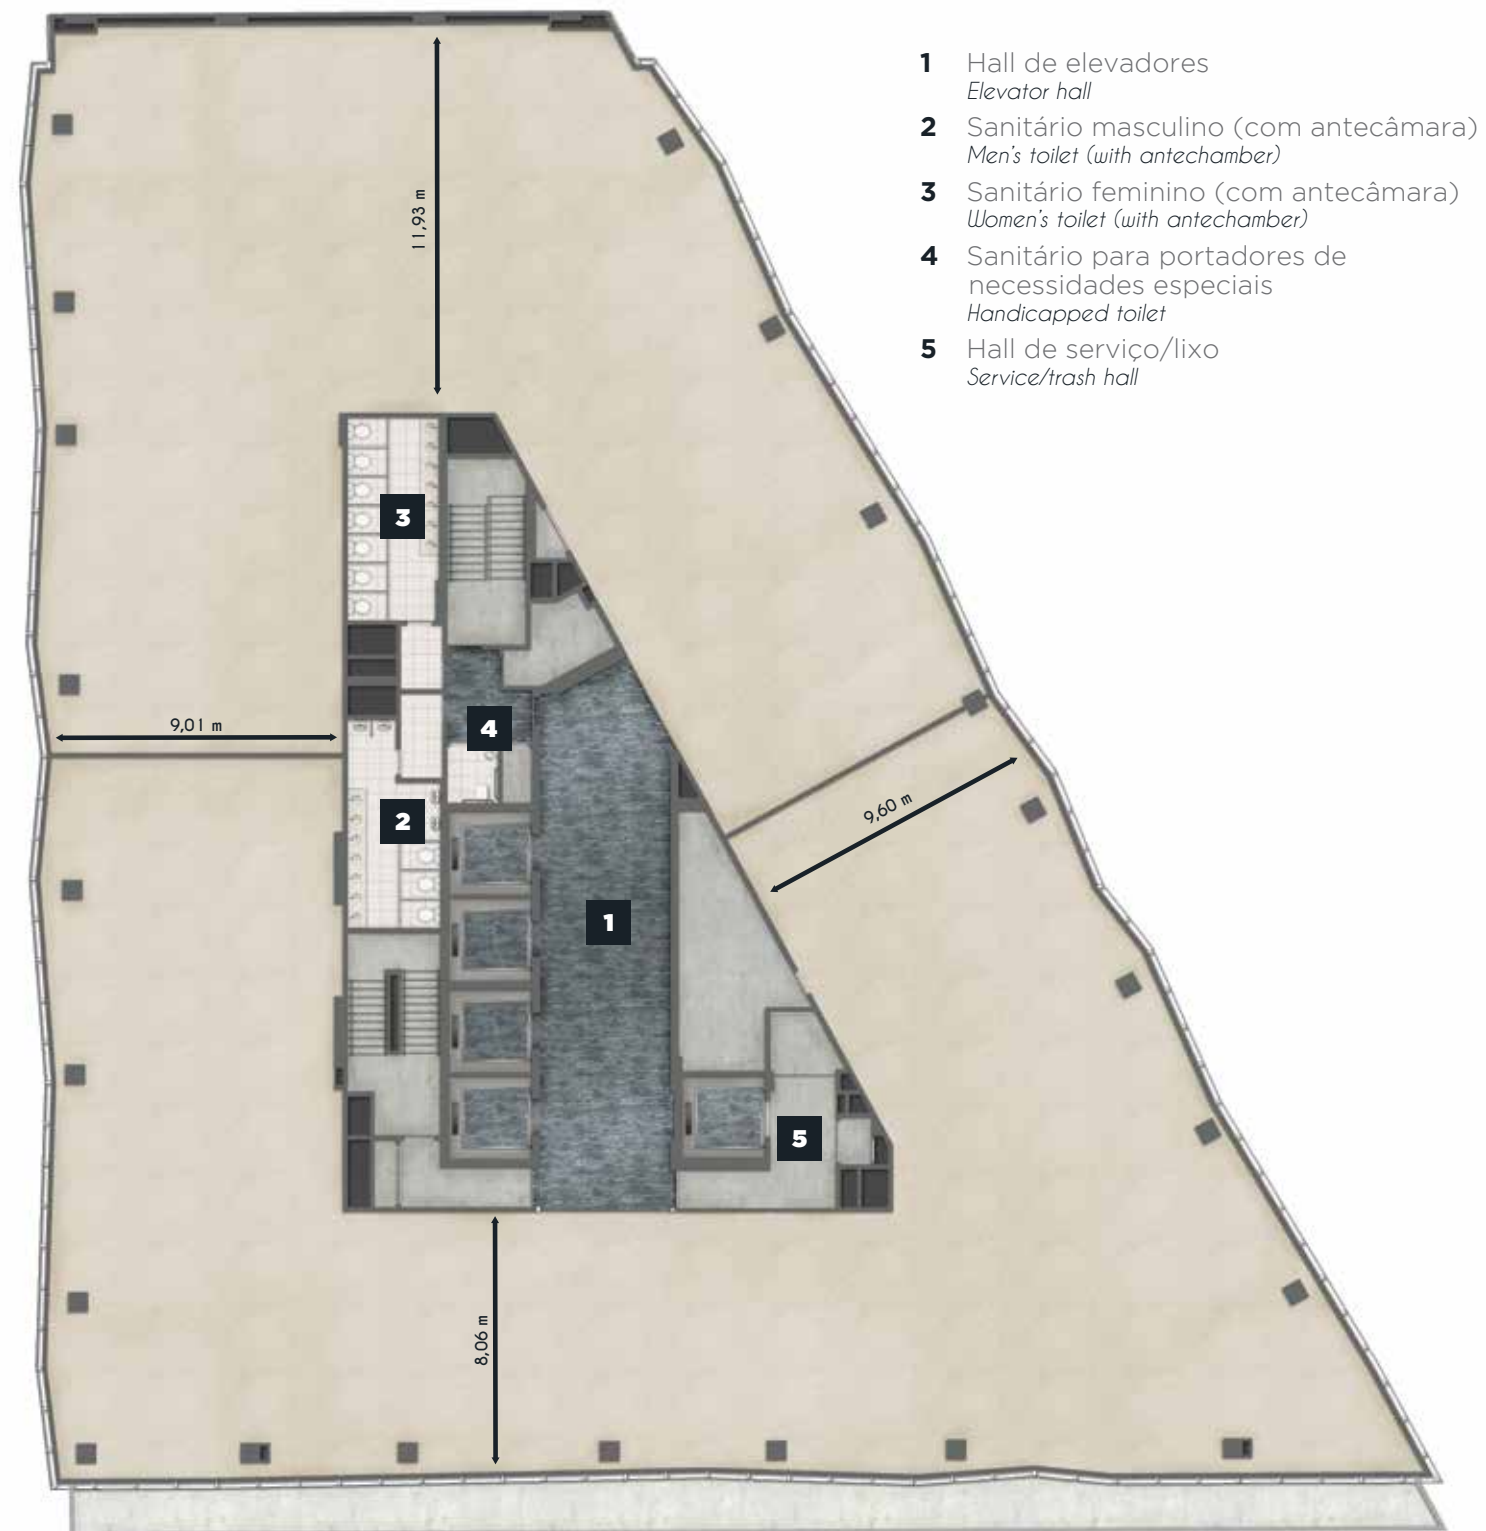 1 Hall de elevadores
Elevator hall
2 Sanitário masculino (com antecâmara)
Men's toilet (with antechamber)
3 Sanitário feminino (com antecâmara)
Women's toilet (with antechamber)
4 Sanitário para portadores de
necessidades especiais
Handicapped toilet
5 Hall de serviço/lixo
Service/trash hall
11,93 m
3
9,01 m
4
9,60 m
2
1
5
8,06 m